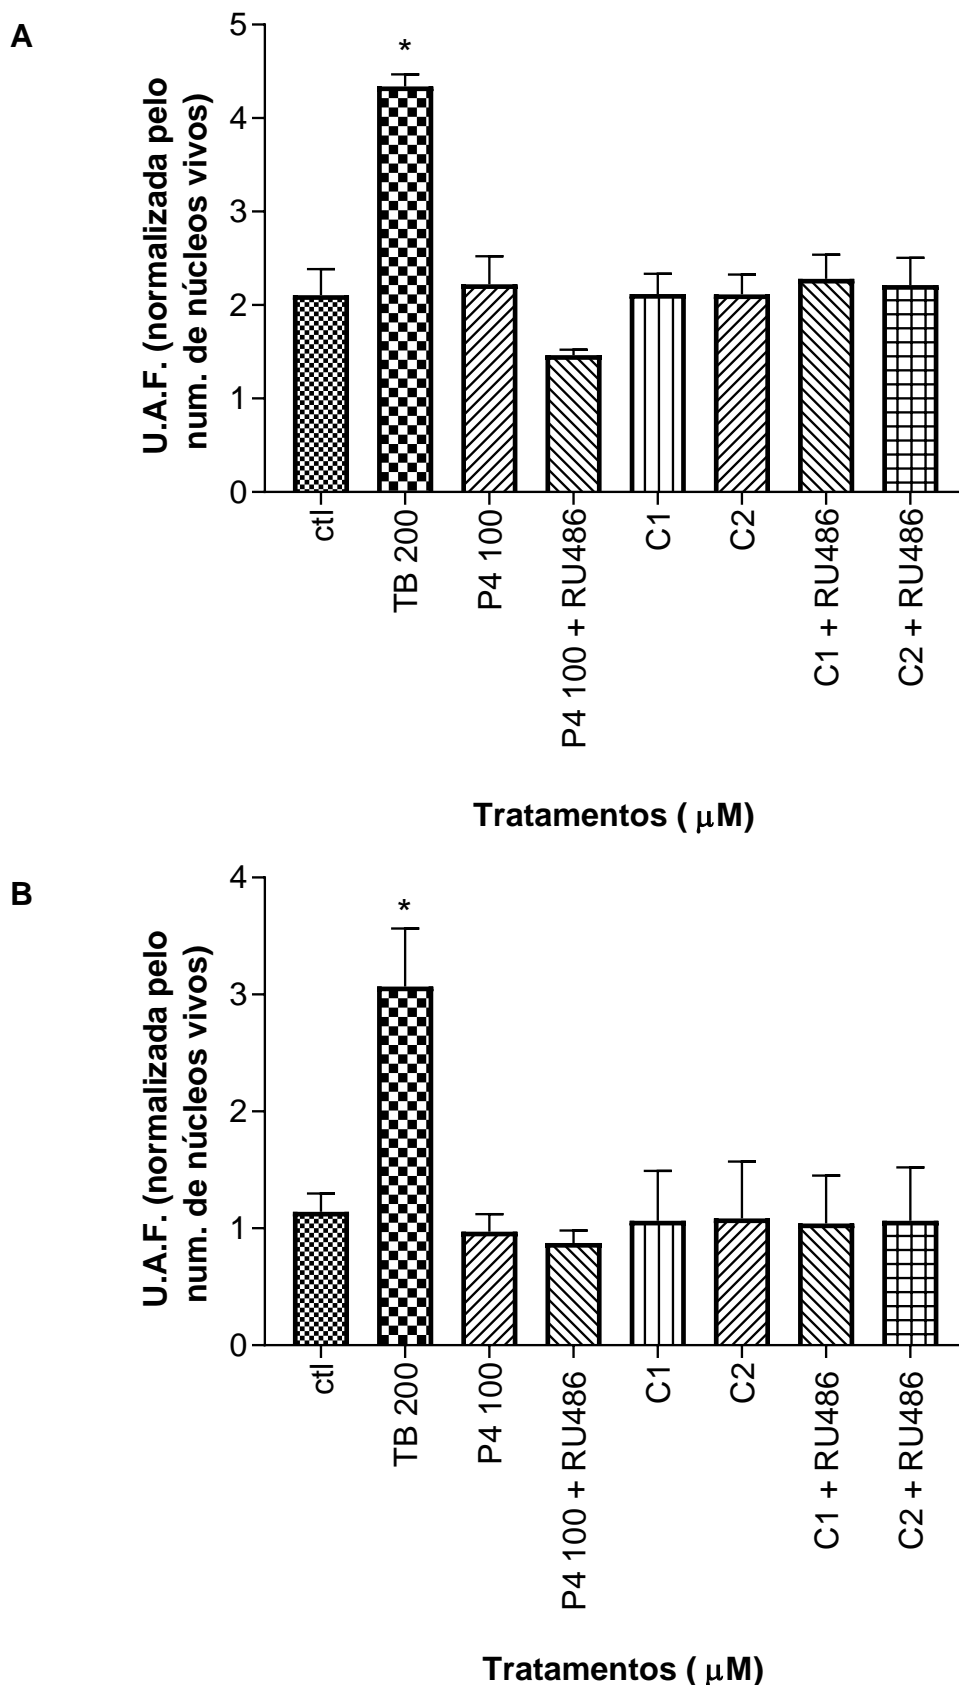 A
U.A.F. (normalizada pelo
num. de núcleos vivos)
5
4
3
2
1
0
*
ctl
TB 200
P4 100
P4 100 + RU486
C1
C2
C1 + RU486
C2 + RU486
Tratamentos ( μM)
B
U.A.F. (normalizada pelo
num. de núcleos vivos)
4
3
2
1
0
*
ctl
TB 200
P4 100
P4 100 + RU486
C1
C2
C1 + RU486
C2 + RU486
Tratamentos ( μM)